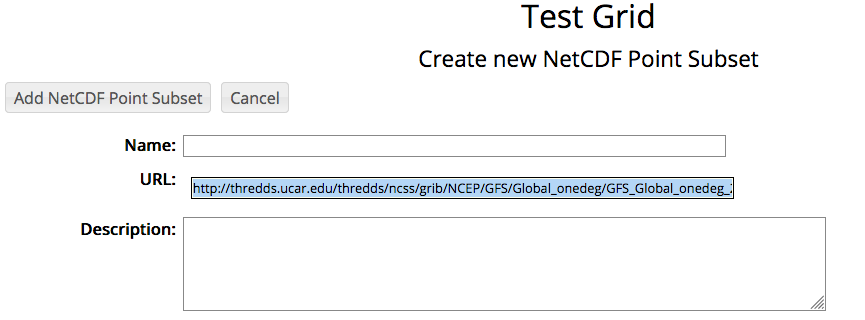 Test Grid
Create new NetCDF Point Subset
Add NetCDF Point Subset Cancel
Name:
URL: http://thredds.ucar.edu/thredds/ncss/grib/NCEP/GFS/Global_onedeg/GFS_Global_onedeg_
Description: